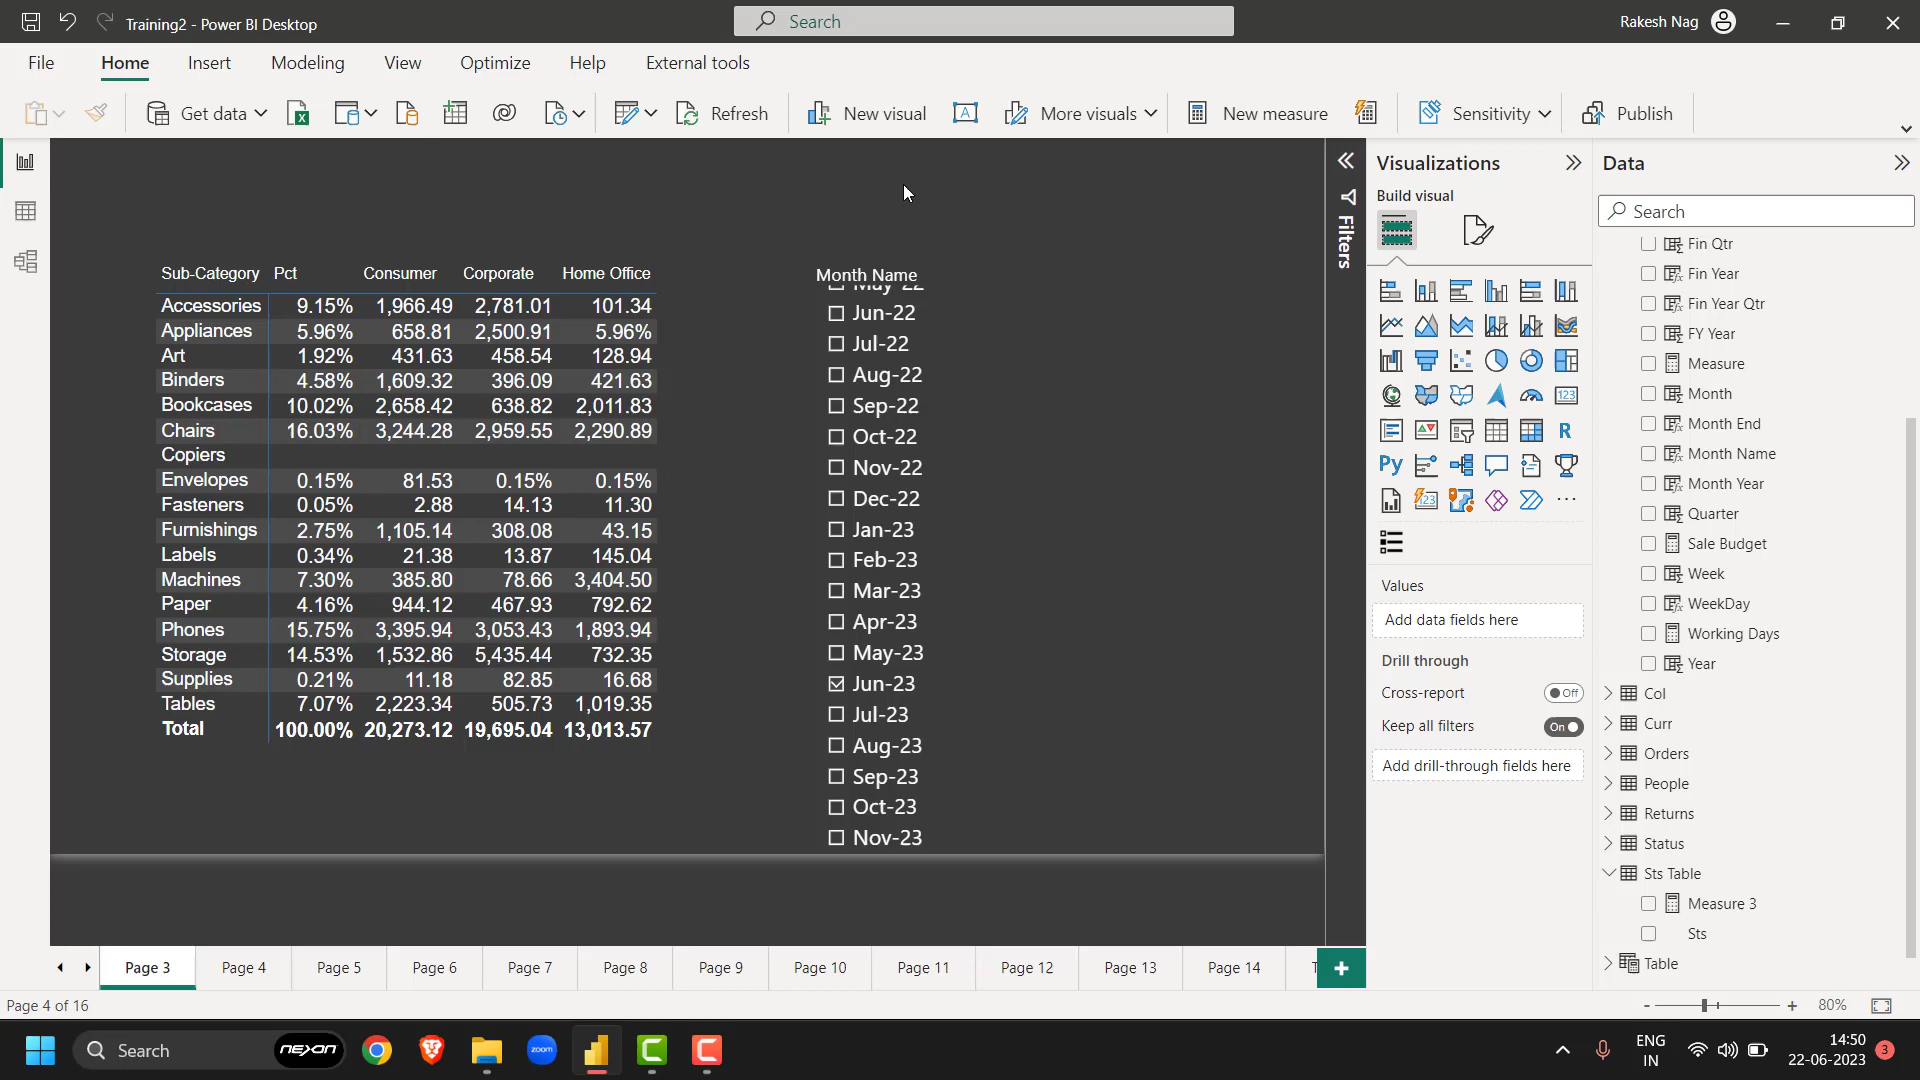 Training2 - Power BI Desktop
Search
Rakesh Nag
File Home Insert Modeling View Optimize Help External tools
Get data
Refresh
New visual
A
More visuals
New measure
Sensitivity
Publish
Sub-Category Pct Consumer Corporate Home Office
Accessories 9.15% 1,966.49 2,781.01 101.34
Appliances 5.96% 658.81 2,500.91 5.96%
Art 1.92% 431.63 458.54 128.94
Binders 4.58% 1,609.32 396.09 421.63
Bookcases 10.02% 2,658.42 638.82 2,011.83
Chairs 16.03% 3,244.28 2,959.55 2,290.89
Copiers
Envelopes 0.15% 81.53 0.15% 0.15%
Fasteners 0.05% 2.88 14.13 11.30
Furnishings 2.75% 1,105.14 308.08 43.15
Labels 0.34% 21.38 13.87 145.04
Machines 7.30% 385.80 78.66 3,404.50
Paper 4.16% 944.12 467.93 792.62
Phones 15.75% 3,395.94 3,053.43 1,893.94
Storage 14.53% 1,532.86 5,435.44 732.35
Supplies 0.21% 11.18 82.85 16.68
Tables 7.07% 2,223.34 505.73 1,019.35
Total 100.00% 20,273.12 19,695.04 13,013.57
Month Name
May-22
Jun-22
Jul-22
Aug-22
Sep-22
Oct-22
Nov-22
Dec-22
Jan-23
Feb-23
Mar-23
Apr-23
May-23
Jun-23
Jul-23
Aug-23
Sep-23
Oct-23
Nov-23
Filters
Visualizations
Build visual
123
R
Py
123
Values
Add data fields here
Drill through
Cross-report Off
Keep all filters On
Add drill-through fields here
Data
Search
Fin Qtr
Fin Year
Fin Year Qtr
FY Year
Measure
Month
Month End
Month Name
Month Year
Quarter
Sale Budget
Week
WeekDay
Working Days
Year
Col
Curr
Orders
People
Returns
Status
Sts Table
Measure 3
Sts
Table
Page 3 Page 4 Page 5 Page 6 Page 7 Page 8 Page 9 Page 10 Page 11 Page 12 Page 13 Page 14
Page 4 of 16
- + 80%
Search
nexon
zoom
ENG
IN
14:50
22-06-2023
3